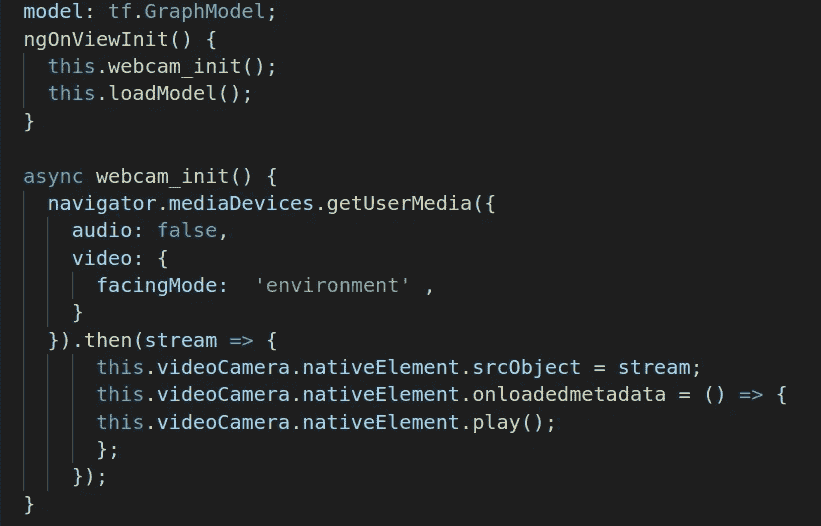 model: tf.GraphModel;
ngOnViewInit() {
this.webcam_init();
this.loadModel();
}
async webcam_init() {
navigator.mediaDevices.getUserMedia({
audio: false,
video: {
facingMode:  'environment' ,
}
}).then(stream => {
this.videoCamera.nativeElement.srcObject = stream;
this.videoCamera.nativeElement.onloadedmetadata = () => {
this.videoCamera.nativeElement.play();
};
});
}